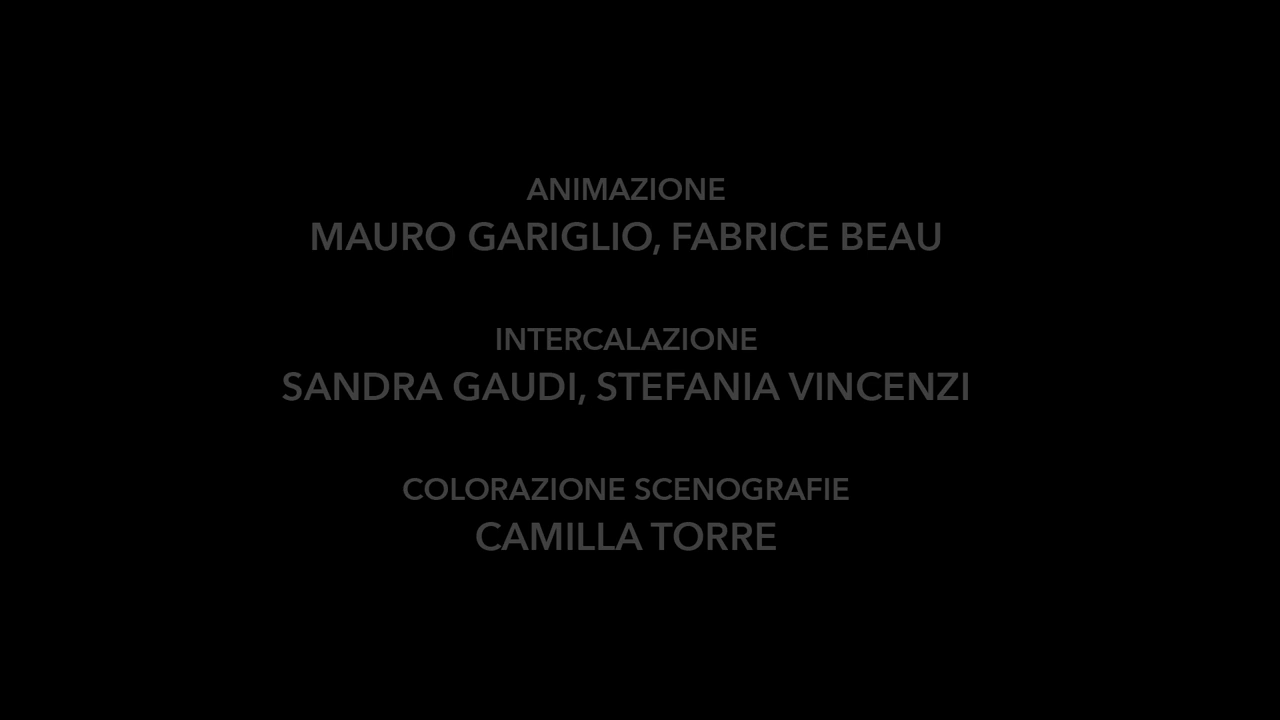 ANIMAZIONE
MAURO GARIGLIO, FABRICE BEAU
INTERCALAZIONE
SANDRA GAUDI, STEFANIA VINCENZI
COLORAZIONE SCENOGRAFIE
CAMILLA TORRE